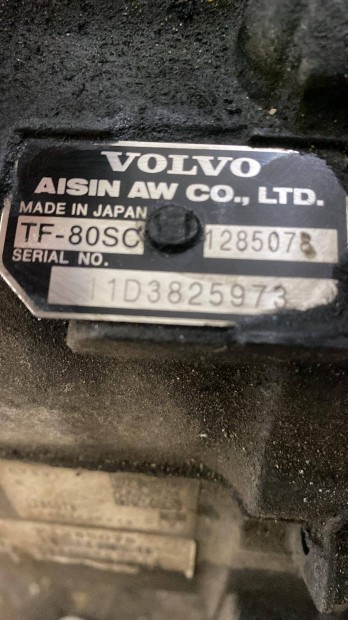 VOLVO
AISIN AW CO., LTD.
MADE IN JAPAN
TF-80SC 1285078
SERIAL NO.
11D3825973